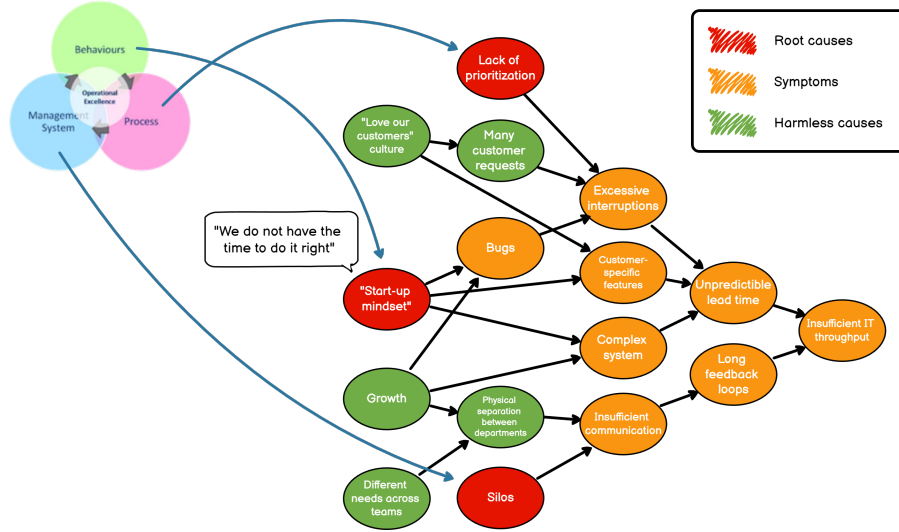 Behaviours
Operational
Excellence
Management
System
Process
Lack of
prioritization
Root causes
Symptoms
Harmless causes
"Love our
customers"
culture
Many
customer
requests
Excessive
interruptions
"We do not have the
time to do it right"
Bugs
Customer-
specific
features
"Start-up
mindset"
Unpredictible
lead time
Insufficient IT
throughput
Complex
system
Long
feedback
loops
Growth
Physical
separation
between
departments
Insufficient
communication
Different
needs across
teams
Silos